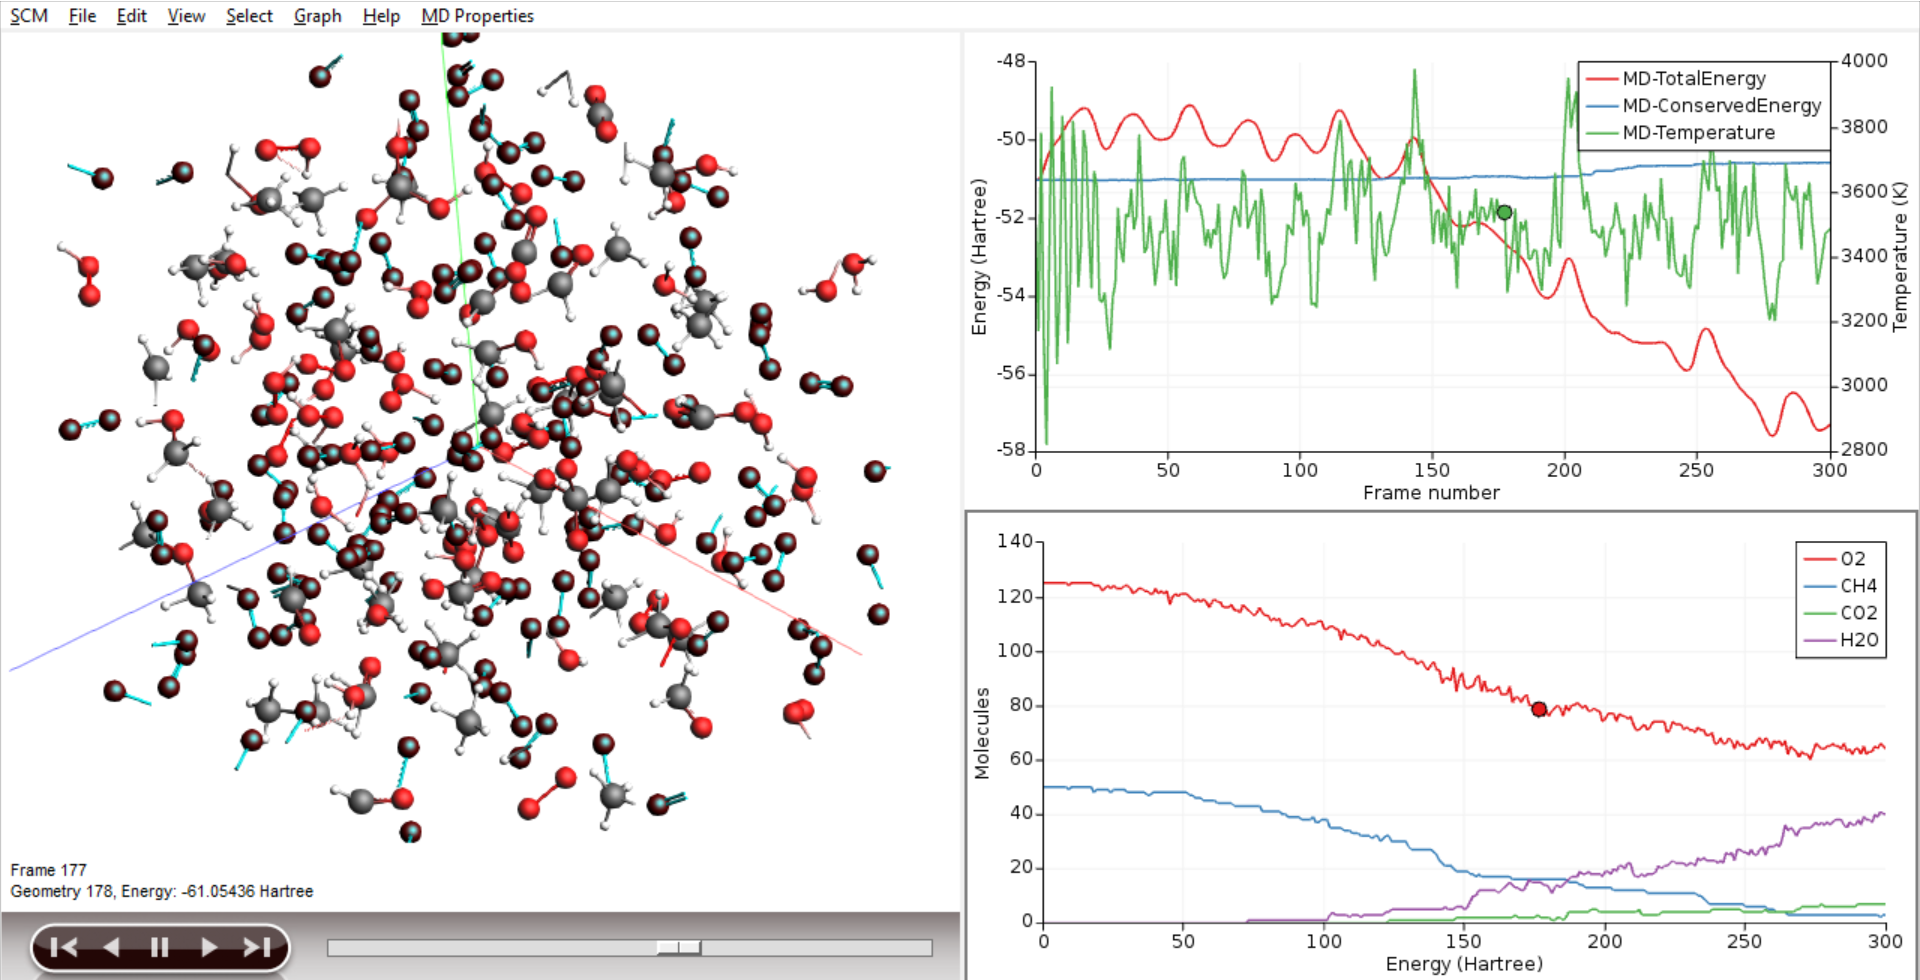 SCM File Edit View Select Graph Help MD Properties
Frame 177
Geometry 178, Energy: -61.05436 Hartree
-48
-50
-52
-54
-56
-58
Energy (Hartree)
0 50 100 150 200 250 300
Frame number
4000
3800
3600
3400
3200
3000
2800
Temperature (K)
MD-TotalEnergy
MD-ConservedEnergy
MD-Temperature
140
120
100
80
60
40
20
0
Molecules
0 50 100 150 200 250 300
Energy (Hartree)
O2
CH4
CO2
H2O